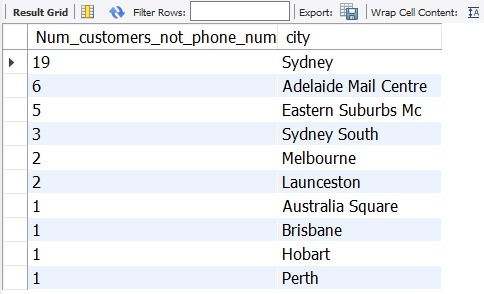 Result Grid Filter Rows: Export: Wrap Cell Content: IA
Num_customers_not_phone_num city
19 Sydney
6 Adelaide Mail Centre
5 Eastern Suburbs Mc
3 Sydney South
2 Melbourne
2 Launceston
1 Australia Square
1 Brisbane
1 Hobart
1 Perth